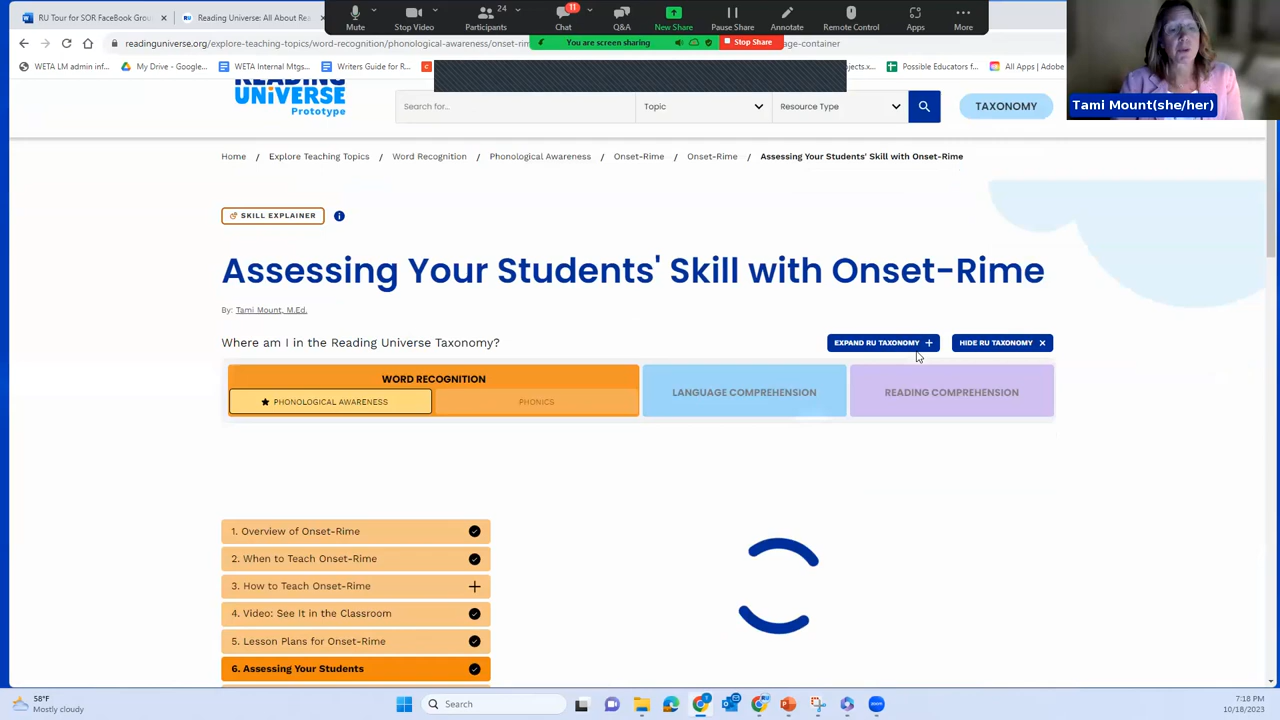 RU Tour for SOR FaceBook Grou
Reading Universe: All About Res
Mute
Stop Video
24
Participants
11
Chat
Q&A
New Share
Pause Share
Annotate
Remote Control
Apps
More
You are screen sharing
Stop Share
readinguniverse.org/explore-teaching-topics/word-recognition/phonological-awareness/onset-rim
age-container
WETA LM admin inf...
My Drive - Google...
WETA Internal Mtgs...
Writers Guide for R...
ojects.x...
Possible Educators f...
All Apps | Adobe
Tami Mount(she/her)
READING
UNIVERSE
Prototype
Search for..
Topic
Resource Type
TAXONOMY
Home / Explore Teaching Topics / Word Recognition / Phonological Awareness / Onset-Rime / Onset-Rime / Assessing Your Students' Skill with Onset-Rime
SKILL EXPLAINER
Assessing Your Students' Skill with Onset-Rime
By: Tami Mount, M.Ed.
Where am I in the Reading Universe Taxonomy?
EXPAND RU TAXONOMY +
HIDE RU TAXONOMY ×
WORD RECOGNITION
PHONOLOGICAL AWARENESS
PHONICS
LANGUAGE COMPREHENSION
READING COMPREHENSION
1. Overview of Onset-Rime
2. When to Teach Onset-Rime
3. How to Teach Onset-Rime
4. Video: See It in the Classroom
5. Lesson Plans for Onset-Rime
6. Assessing Your Students
58°F
Mostly cloudy
Search
7:18 PM
10/18/2023